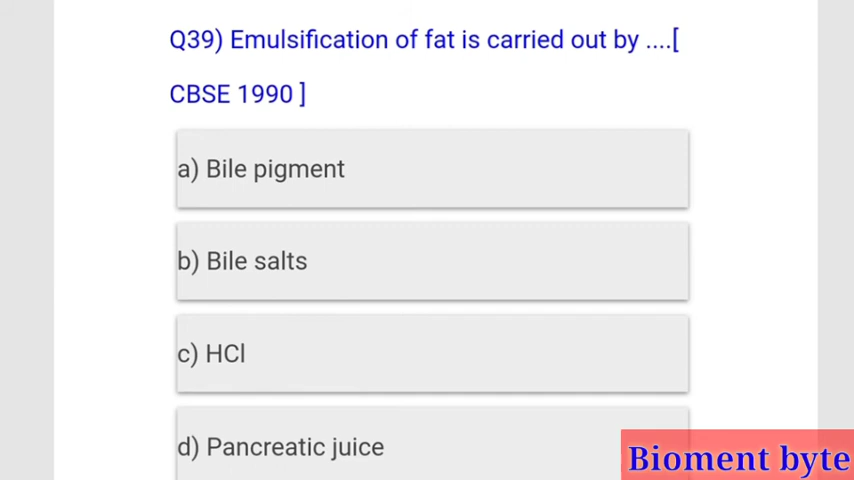 Q39) Emulsification of fat is carried out by ....[
CBSE 1990 ]
a) Bile pigment
b) Bile salts
c) HCl
d) Pancreatic juice
Bioment byte